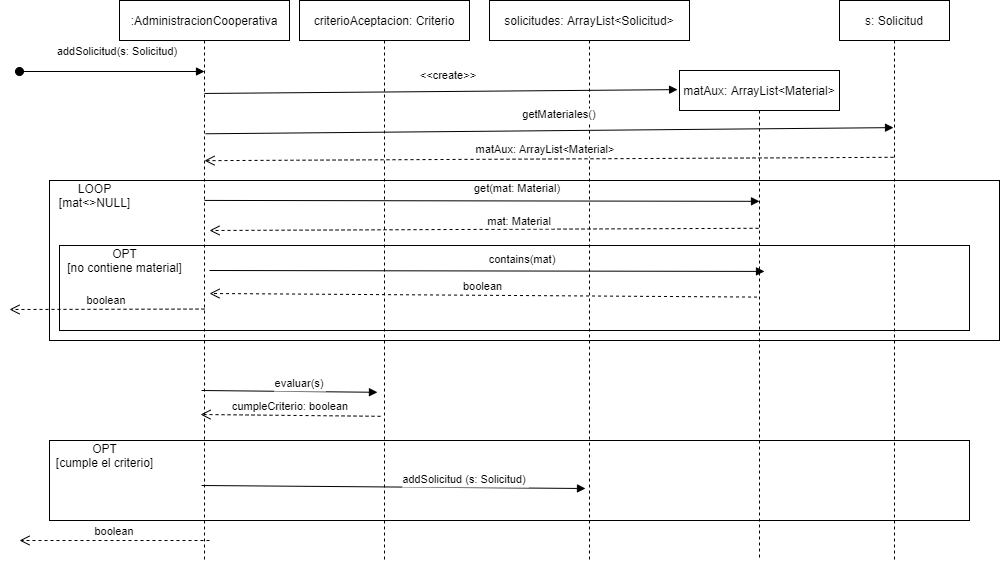 :AdministracionCooperativa
criterioAceptacion: Criterio
solicitudes: ArrayList<Solicitud>
s: Solicitud
addSolicitud(s: Solicitud)
<<create>>
matAux: ArrayList<Material>
getMateriales()
matAux: ArrayList<Material>
LOOP
[mat<>NULL]
get(mat: Material)
mat: Material
OPT
[no contiene material]
contains(mat)
boolean
boolean
evaluar(s)
cumpleCriterio: boolean
OPT
[cumple el criterio]
addSolicitud (s: Solicitud)
boolean